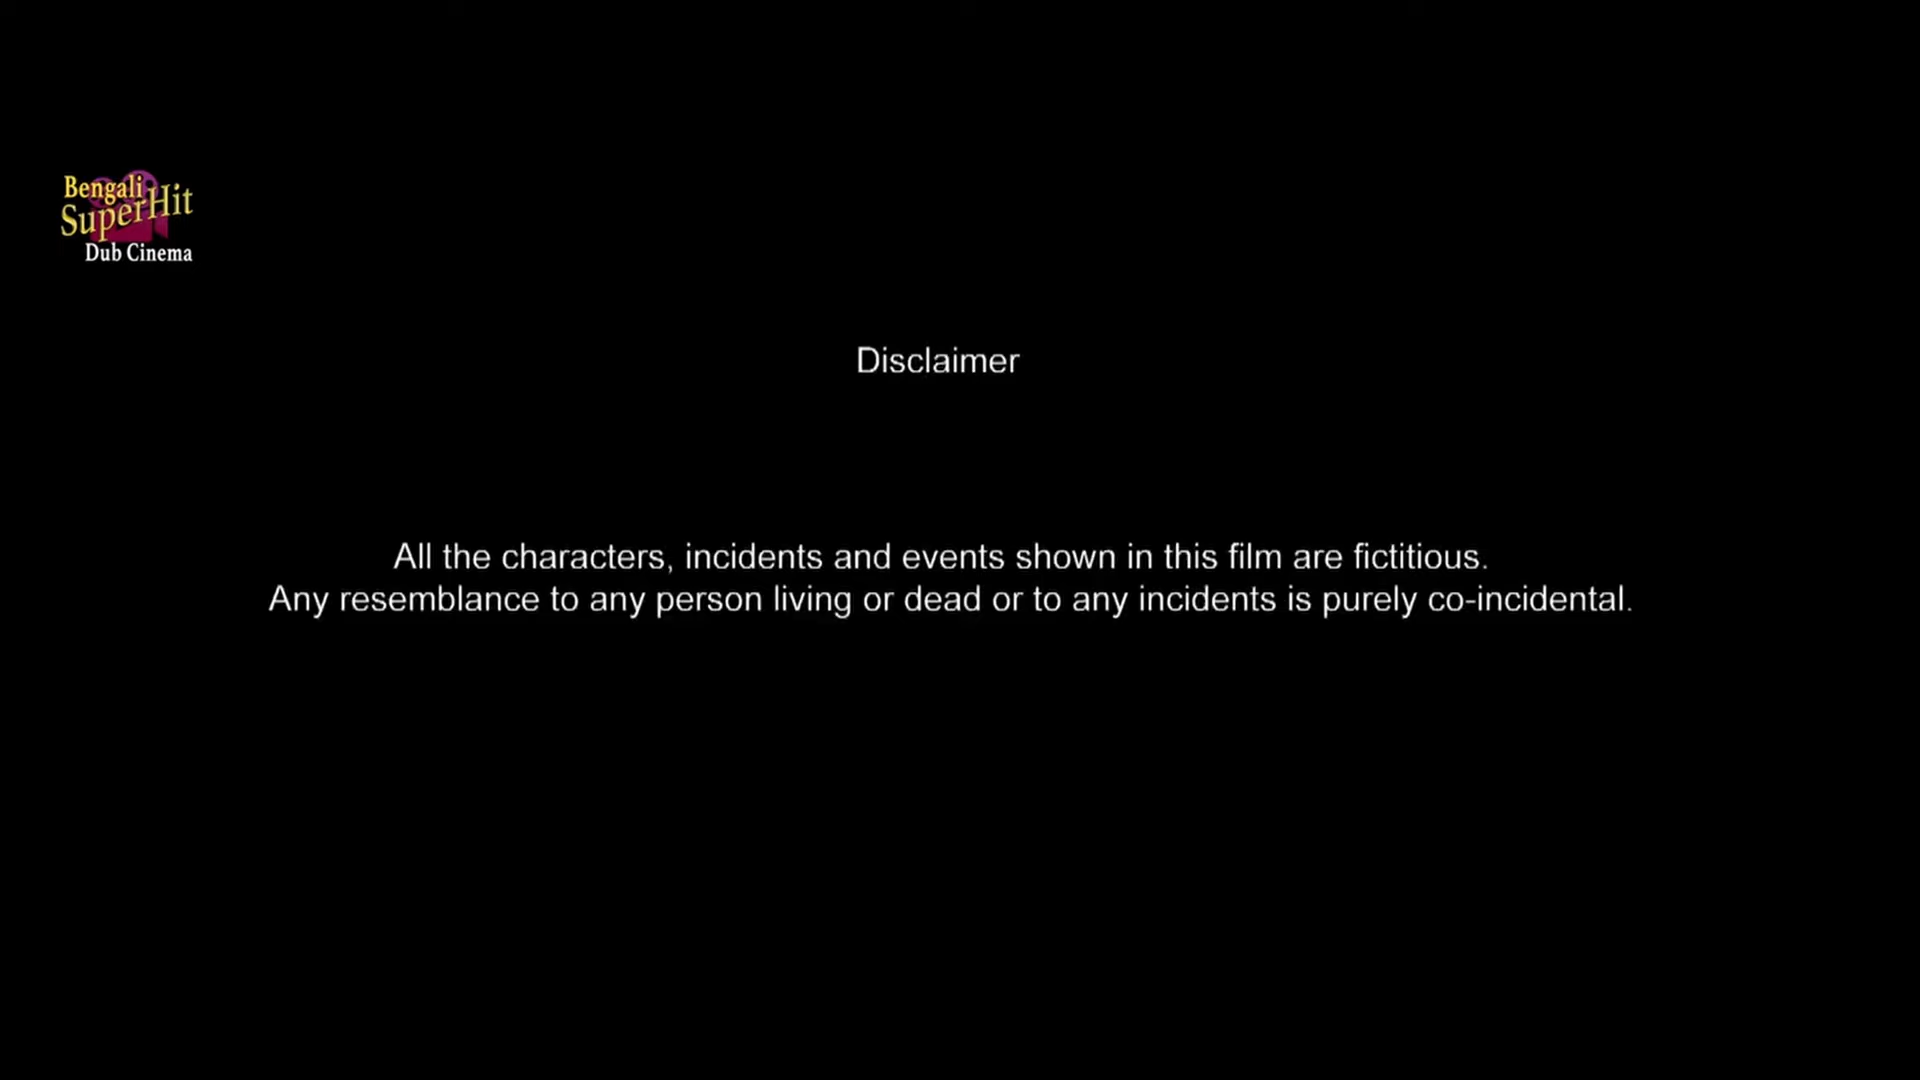 Bengali
SuperHit
Dub Cinema
Disclaimer
All the characters, incidents and events shown in this film are fictitious.
Any resemblance to any person living or dead or to any incidents is purely co-incidental.